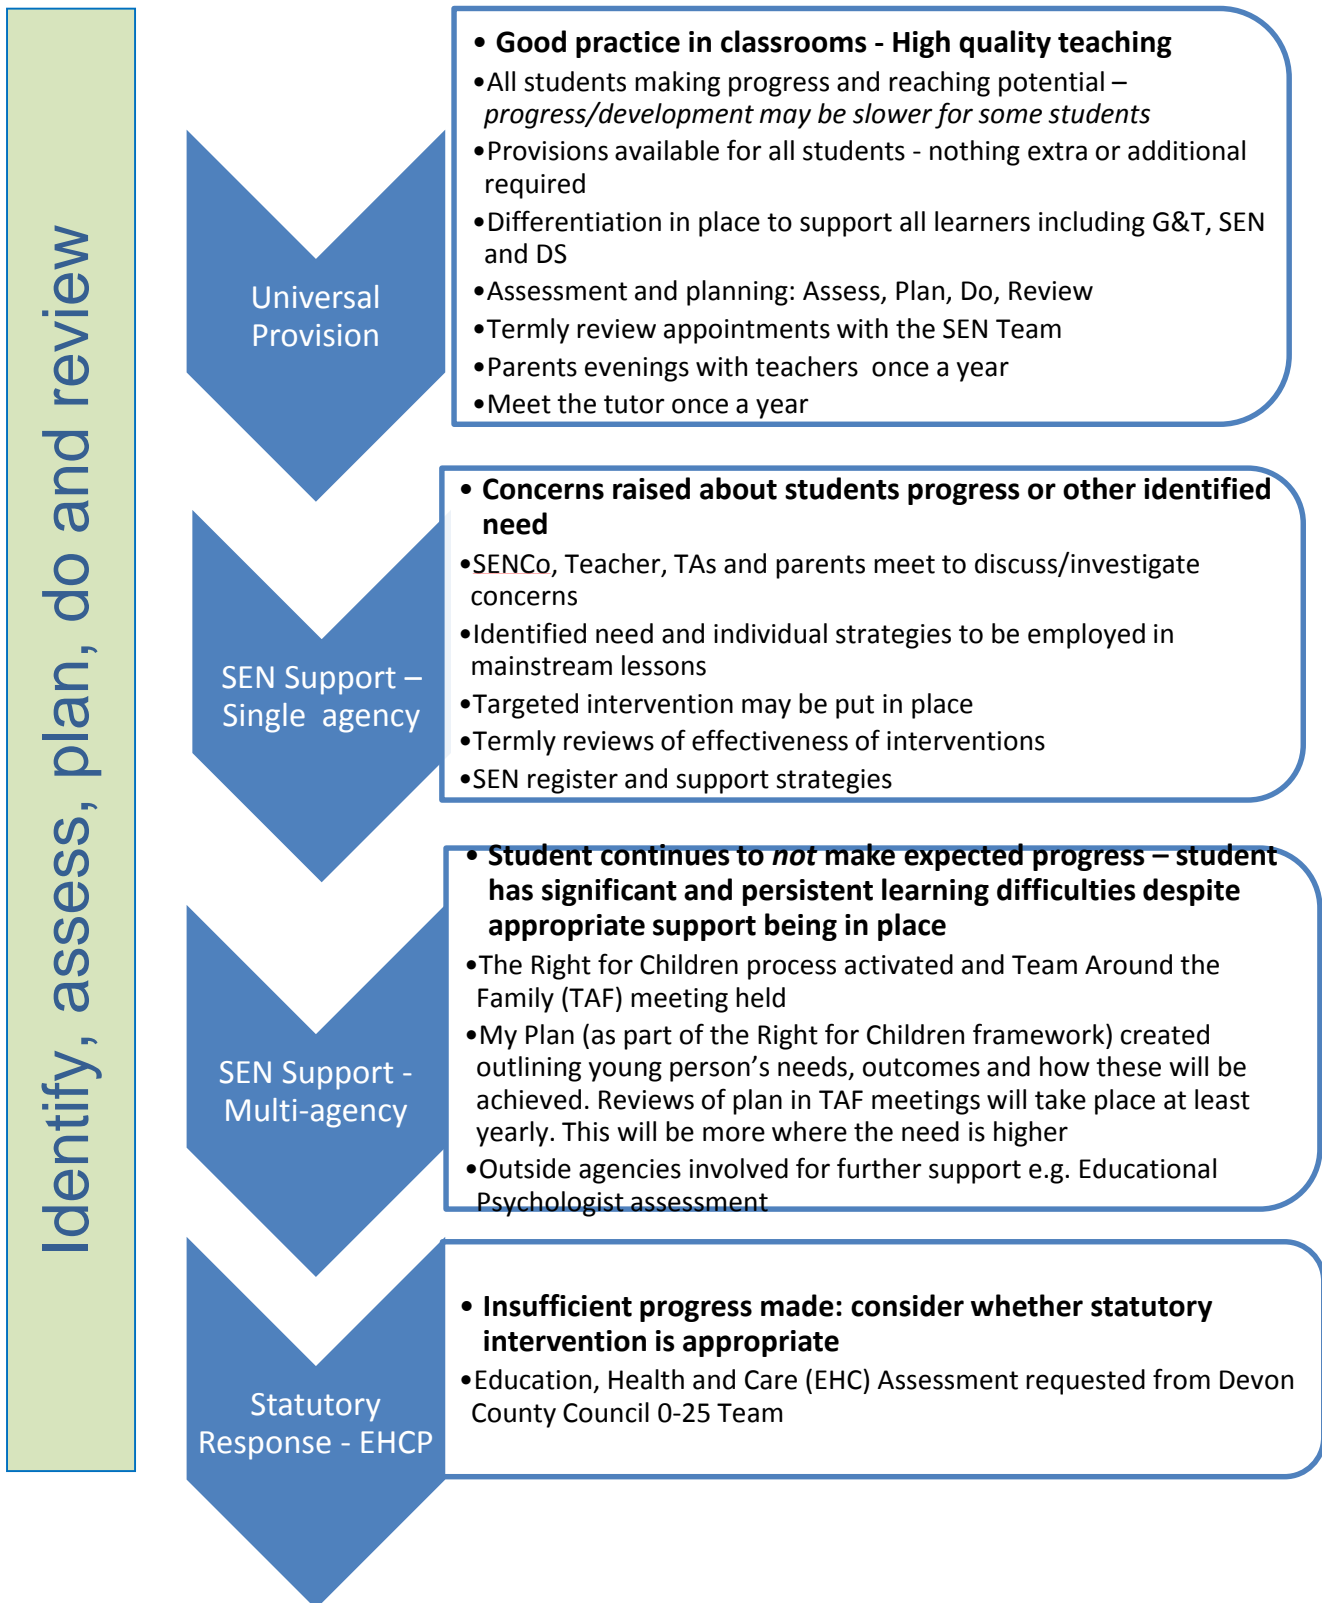 Identify, assess, plan, do and review
Universal
Provision
• Good practice in classrooms - High quality teaching
•All students making progress and reaching potential –
progress/development may be slower for some students
•Provisions available for all students - nothing extra or additional
required
•Differentiation in place to support all learners including G&T, SEN
and DS
•Assessment and planning: Assess, Plan, Do, Review
•Termly review appointments with the SEN Team
•Parents evenings with teachers once a year
•Meet the tutor once a year
SEN Support –
Single agency
• Concerns raised about students progress or other identified
need
•SENCo, Teacher, TAs and parents meet to discuss/investigate
concerns
•Identified need and individual strategies to be employed in
mainstream lessons
•Targeted intervention may be put in place
•Termly reviews of effectiveness of interventions
•SEN register and support strategies
SEN Support -
Multi-agency
• Student continues to not make expected progress – student
has significant and persistent learning difficulties despite
appropriate support being in place
•The Right for Children process activated and Team Around the
Family (TAF) meeting held
•My Plan (as part of the Right for Children framework) created
outlining young person’s needs, outcomes and how these will be
achieved. Reviews of plan in TAF meetings will take place at least
yearly. This will be more where the need is higher
•Outside agencies involved for further support e.g. Educational
Psychologist assessment
Statutory
Response - EHCP
• Insufficient progress made: consider whether statutory
intervention is appropriate
•Education, Health and Care (EHC) Assessment requested from Devon
County Council 0-25 Team